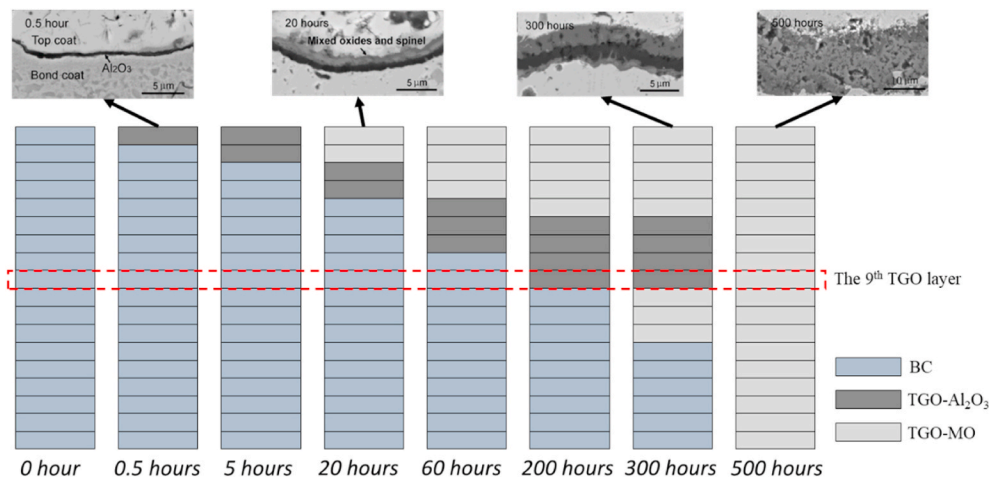 0.5 hour
Top coat
Al2O3
Bond coat
5 μm
20 hours
Mixed oxides and spinel
5 μm
300 hours
5 μm
500 hours
10 μm
The 9th TGO layer
BC
TGO-Al2O3
TGO-MO
0 hour
0.5 hours
5 hours
20 hours
60 hours
200 hours
300 hours
500 hours